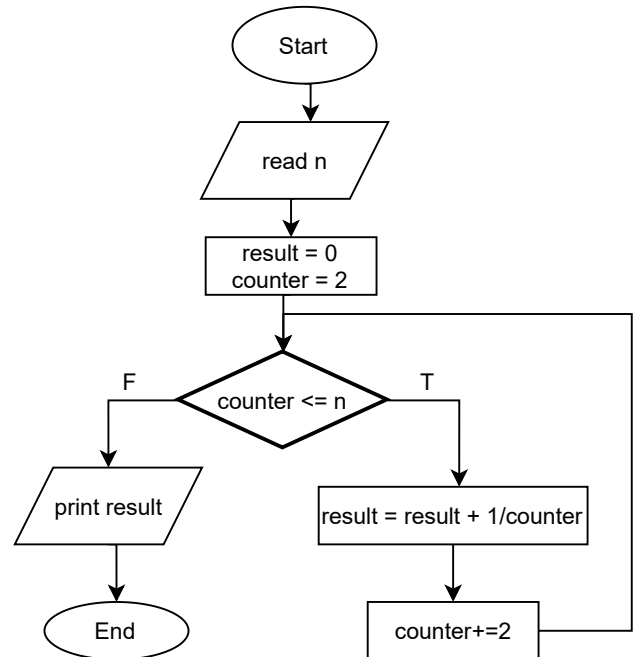 Start
read n
result = 0
counter = 2
counter <= n
F
T
print result
result = result + 1/counter
End
counter+=2